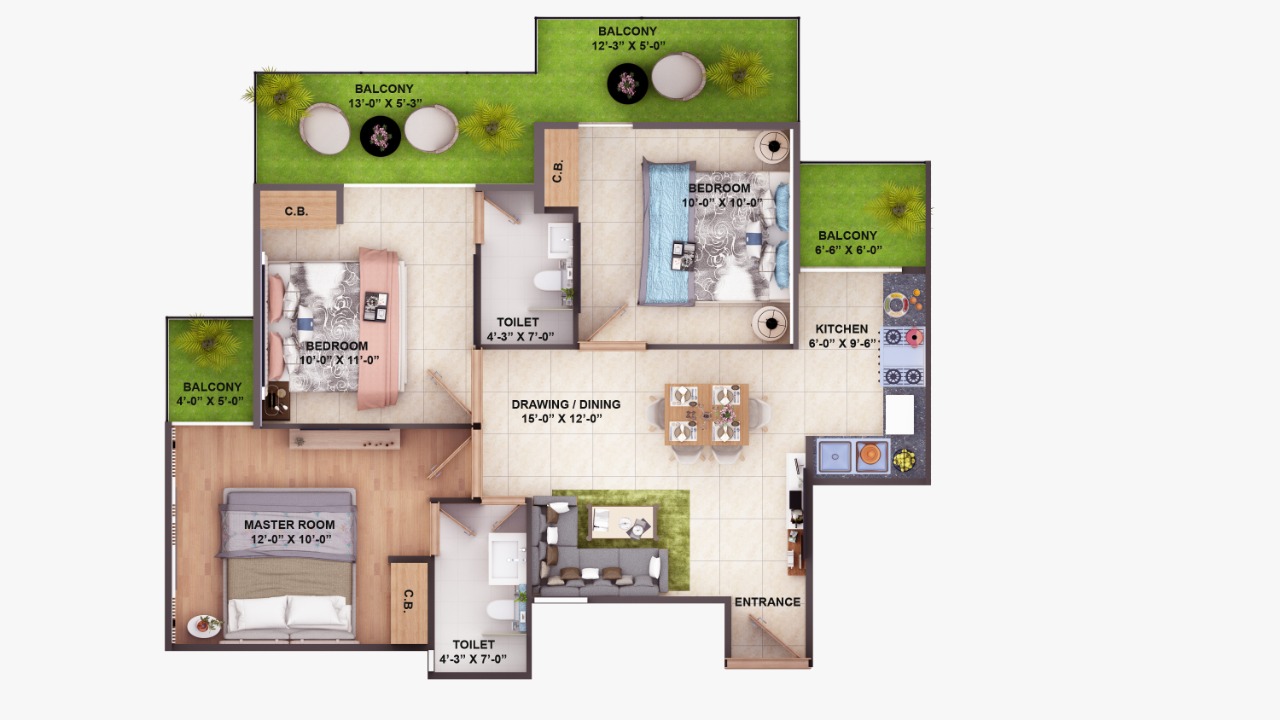 BALCONY
12'-3” X 5'-0”
BALCONY
13'-0” X 5'-3”
C.B.
BEDROOM
10'-0” X 10'-0”
C.B.
BALCONY
6'-6” X 6'-0”
TOILET
4'-3” X 7'-0”
KITCHEN
6'-0” X 9'-6”
BEDROOM
10'-0” X 11'-0”
BALCONY
4'-0” X 5'-0”
DRAWING / DINING
15'-0” X 12'-0”
MASTER ROOM
12'-0” X 10'-0”
C.B.
ENTRANCE
TOILET
4'-3” X 7'-0”